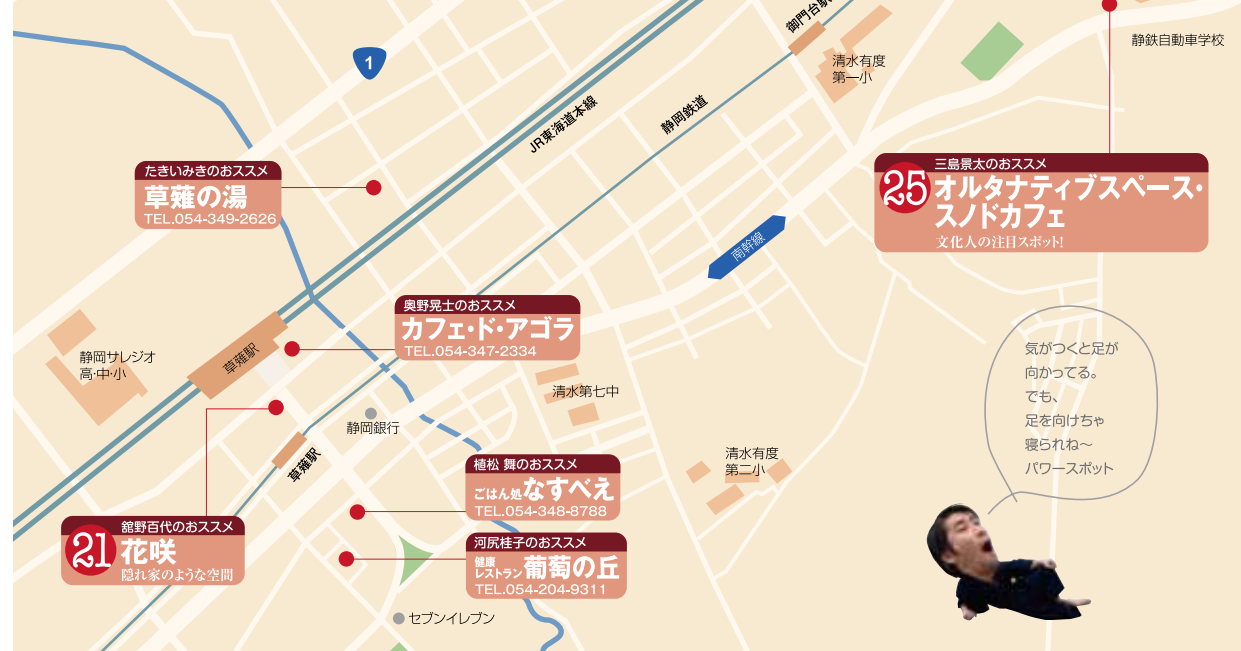 御門台駅
静鉄自動車学校
清水有度
第一小
1
JR東海道本線
静岡鉄道
たきいみきのおススメ
草薙の湯
TEL.054-349-2626
25
三島景太のおススメ
オルタナティブスペース・
スノドカフェ
文化人の注目スポット!
南幹線
奥野晃士のおススメ
カフェ・ド・アゴラ
TEL.054-347-2334
静岡サレジオ
高・中・小
草薙駅
清水第七中
静岡銀行
草薙駅
清水有度
第二小
気がつくと足が
向かってる。
でも、
足を向けちゃ
寝られね〜
パワースポット
植松 舞のおススメ
ごはん処 なすべえ
TEL.054-348-8788
21
舘野百代のおススメ
花咲
隠れ家のような空間
河尻桂子のおススメ
健康
レストラン 葡萄の丘
TEL.054-204-9311
セブンイレブン